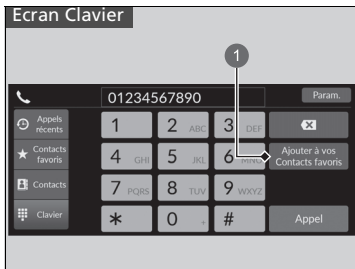 Ecran Clavier
1
01234567890
Param.
Appels
récents
1
2 ABC
3 DEF
Contacts
favoris
4 GHI
5 JKL
6 MNO
Ajouter à vos
Contacts favoris
Contacts
7 PQRS
8 TUV
9 WXYZ
Clavier
*
0 +
#
Appel